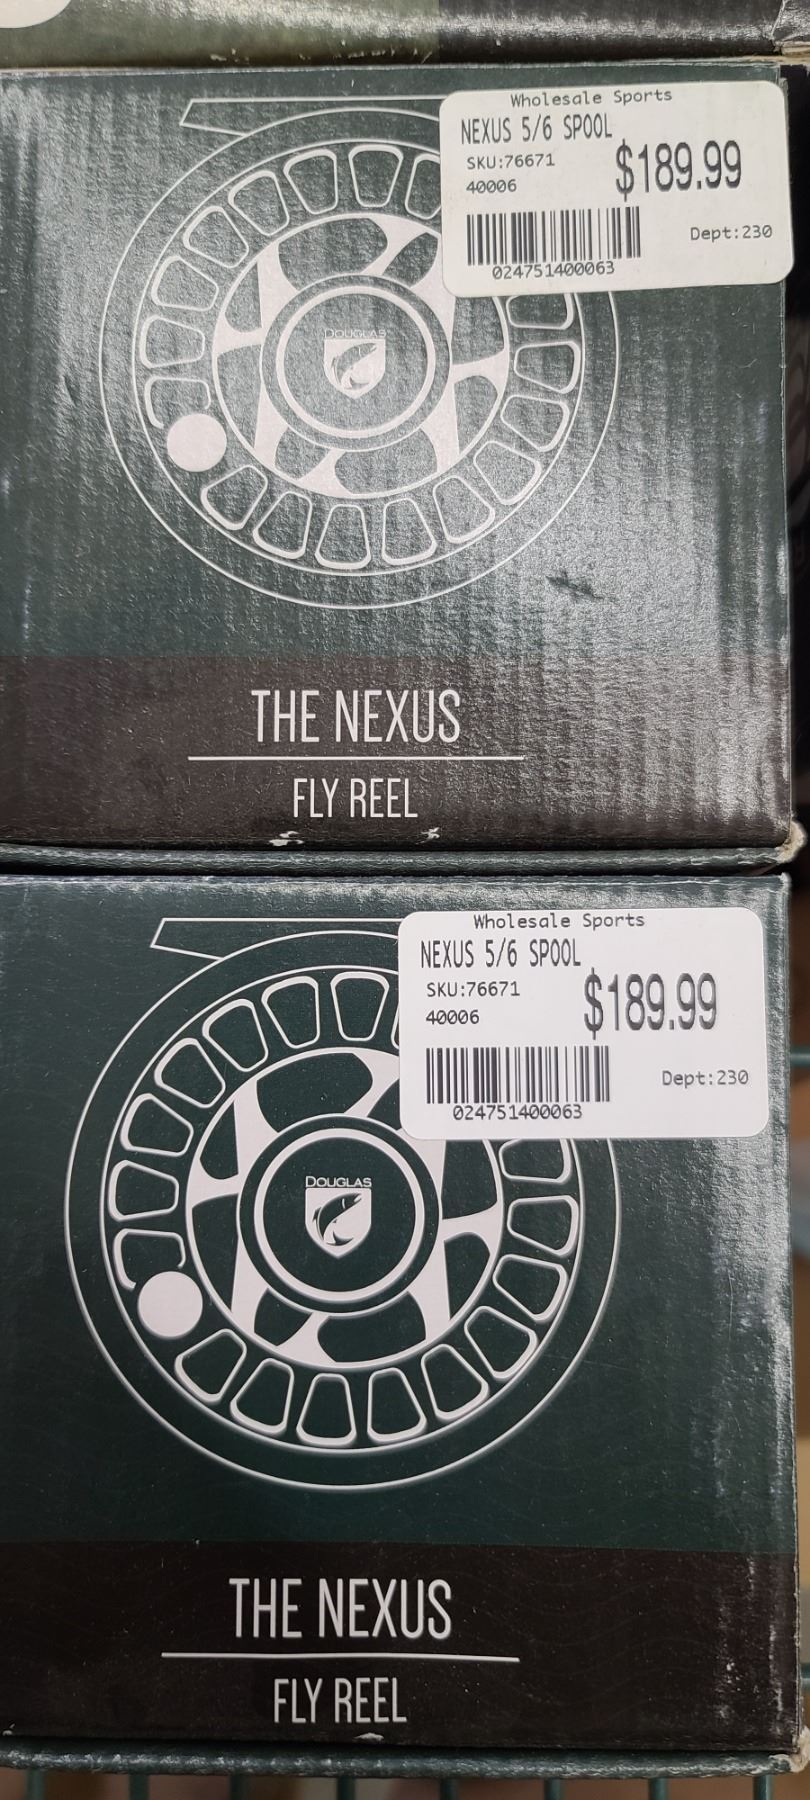 Wholesale Sports
NEXUS 5/6 SPOOL
SKU:76671
$189.99
40006
Dept:230
024751400063
DOUGLAS
THE NEXUS
FLY REEL
Wholesale Sports
NEXUS 5/6 SPOOL
SKU:76671
$189.99
40006
Dept:230
024751400063
DOUGLAS
THE NEXUS
FLY REEL